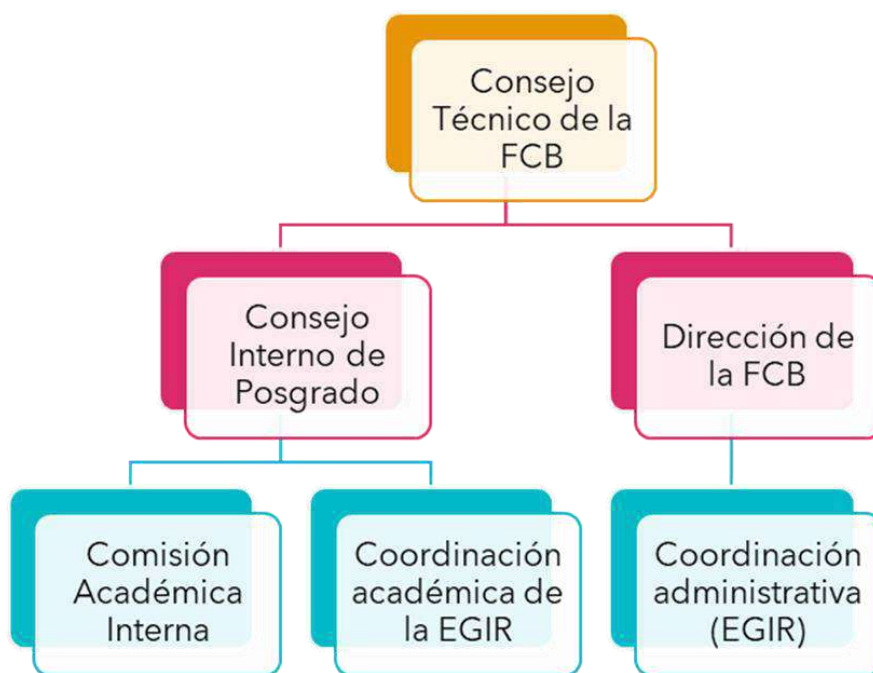 Consejo
Técnico de la
FCB
Consejo
Interno de
Posgrado
Dirección de
la FCB
Comisión
Académica
Interna
Coordinación
académica de
la EGIR
Coordinación
administrativa
(EGIR)